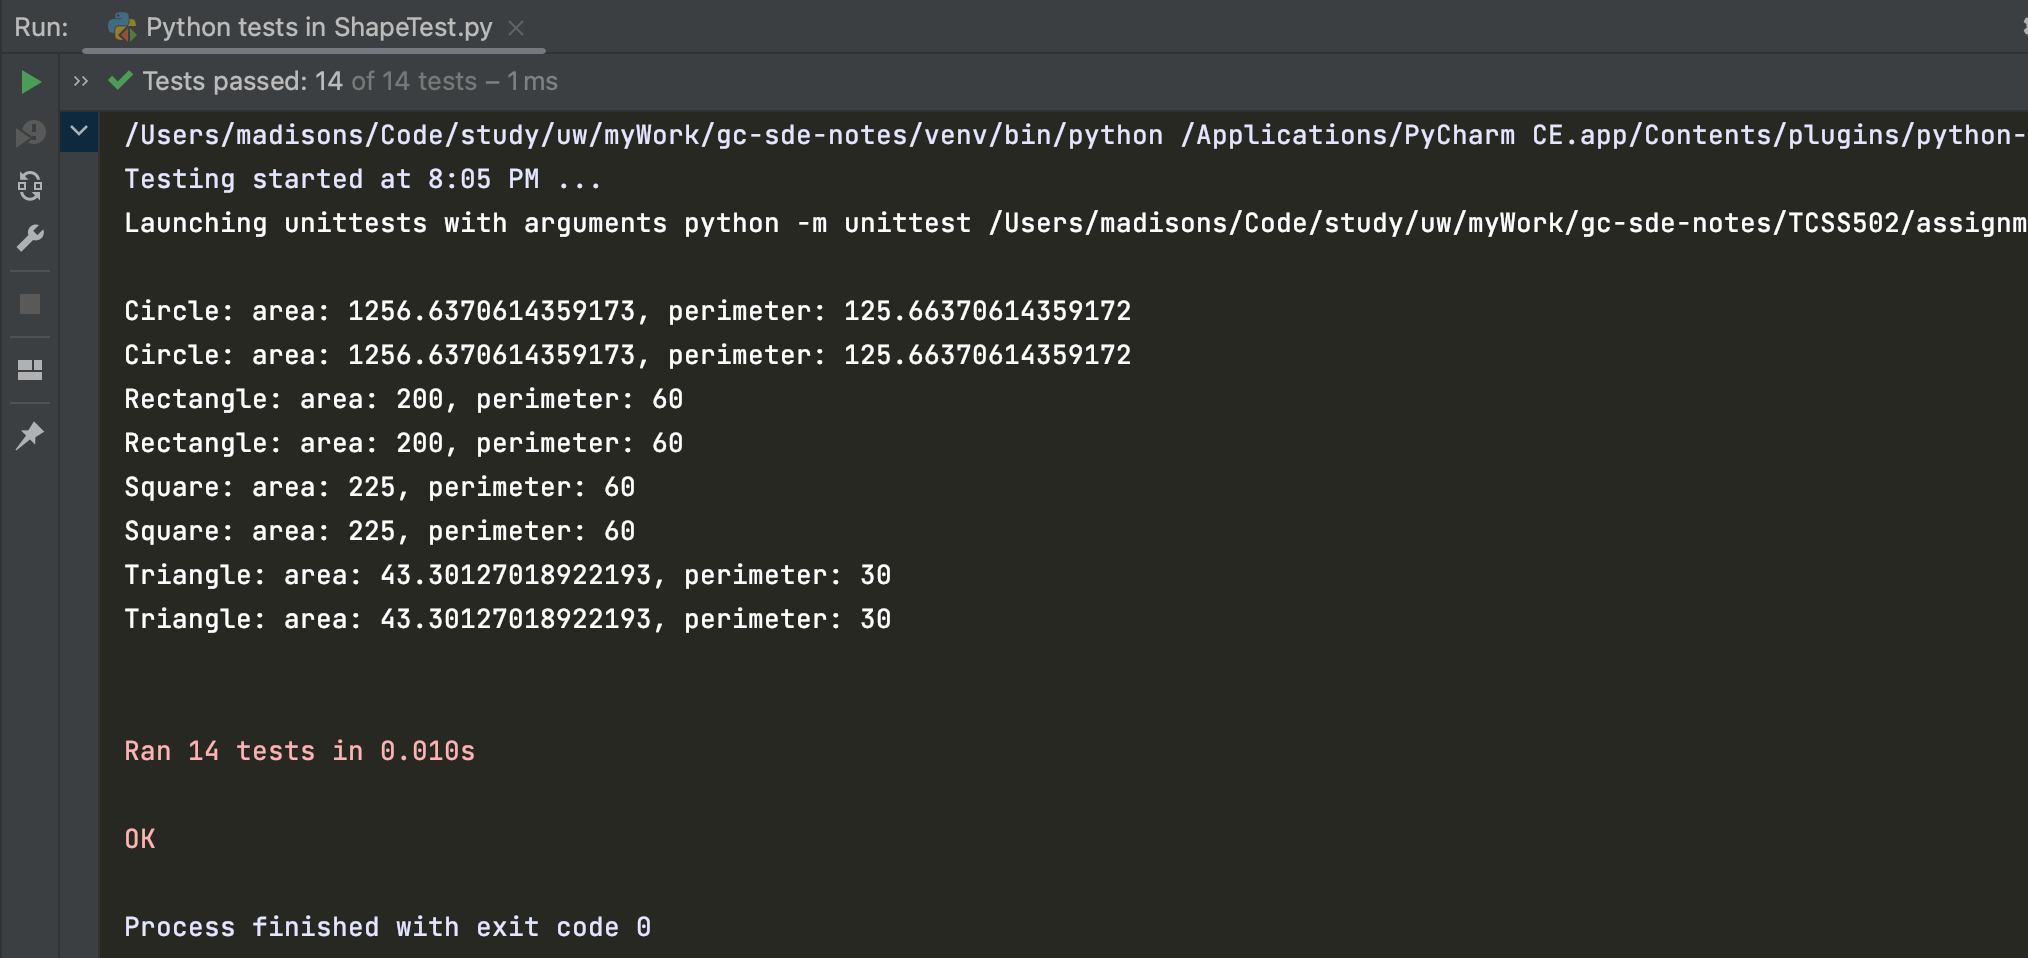 Run: Python tests in ShapeTest.py
Tests passed: 14 of 14 tests – 1 ms
/Users/madisons/Code/study/uw/myWork/gc-sde-notes/venv/bin/python /Applications/PyCharm CE.app/Contents/plugins/python-
Testing started at 8:05 PM ...
Launching unittests with arguments python -m unittest /Users/madisons/Code/study/uw/myWork/gc-sde-notes/TCSS502/assignm
Circle: area: 1256.6370614359173, perimeter: 125.66370614359172
Circle: area: 1256.6370614359173, perimeter: 125.66370614359172
Rectangle: area: 200, perimeter: 60
Rectangle: area: 200, perimeter: 60
Square: area: 225, perimeter: 60
Square: area: 225, perimeter: 60
Triangle: area: 43.30127018922193, perimeter: 30
Triangle: area: 43.30127018922193, perimeter: 30
Ran 14 tests in 0.010s
OK
Process finished with exit code 0